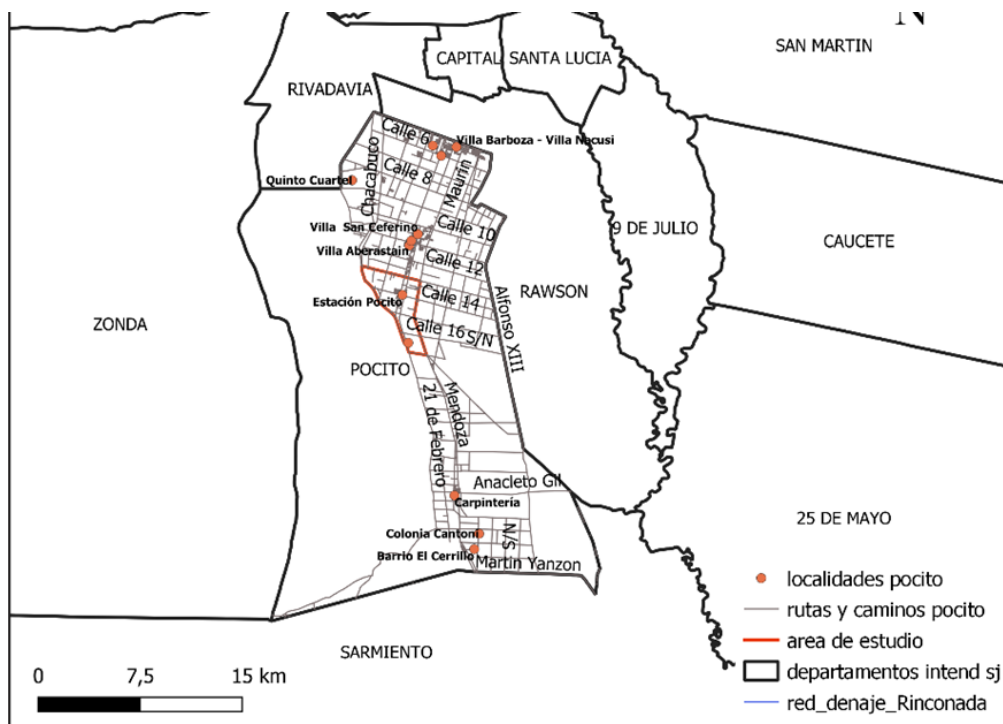 N
SAN MARTIN
CAPITAL
SANTA LUCIA
RIVADAVIA
Calle 6
Villa Barboza - Villa Nacusi
Calle 8
Maurin
Chacabuco
Quinto Cuartel
Villa San Ceferino
Calle 10
9 DE JULIO
CAUCETE
Villa Aberastain
Calle 12
Estación Pocito
Calle 14
Alfonso XIII
RAWSON
ZONDA
Calle 16
S/N
POCITO
21 de Febrero
Mendoza
Anacleto Gil
Carpintería
25 DE MAYO
Colonia Cantoni
N/S
Barrio El Cerrillo
Martin Yanzon
SARMIENTO
localidades pocito
rutas y caminos pocito
area de estudio
departamentos intend sj
red_denaje_Rinconada
0 7,5 15 km